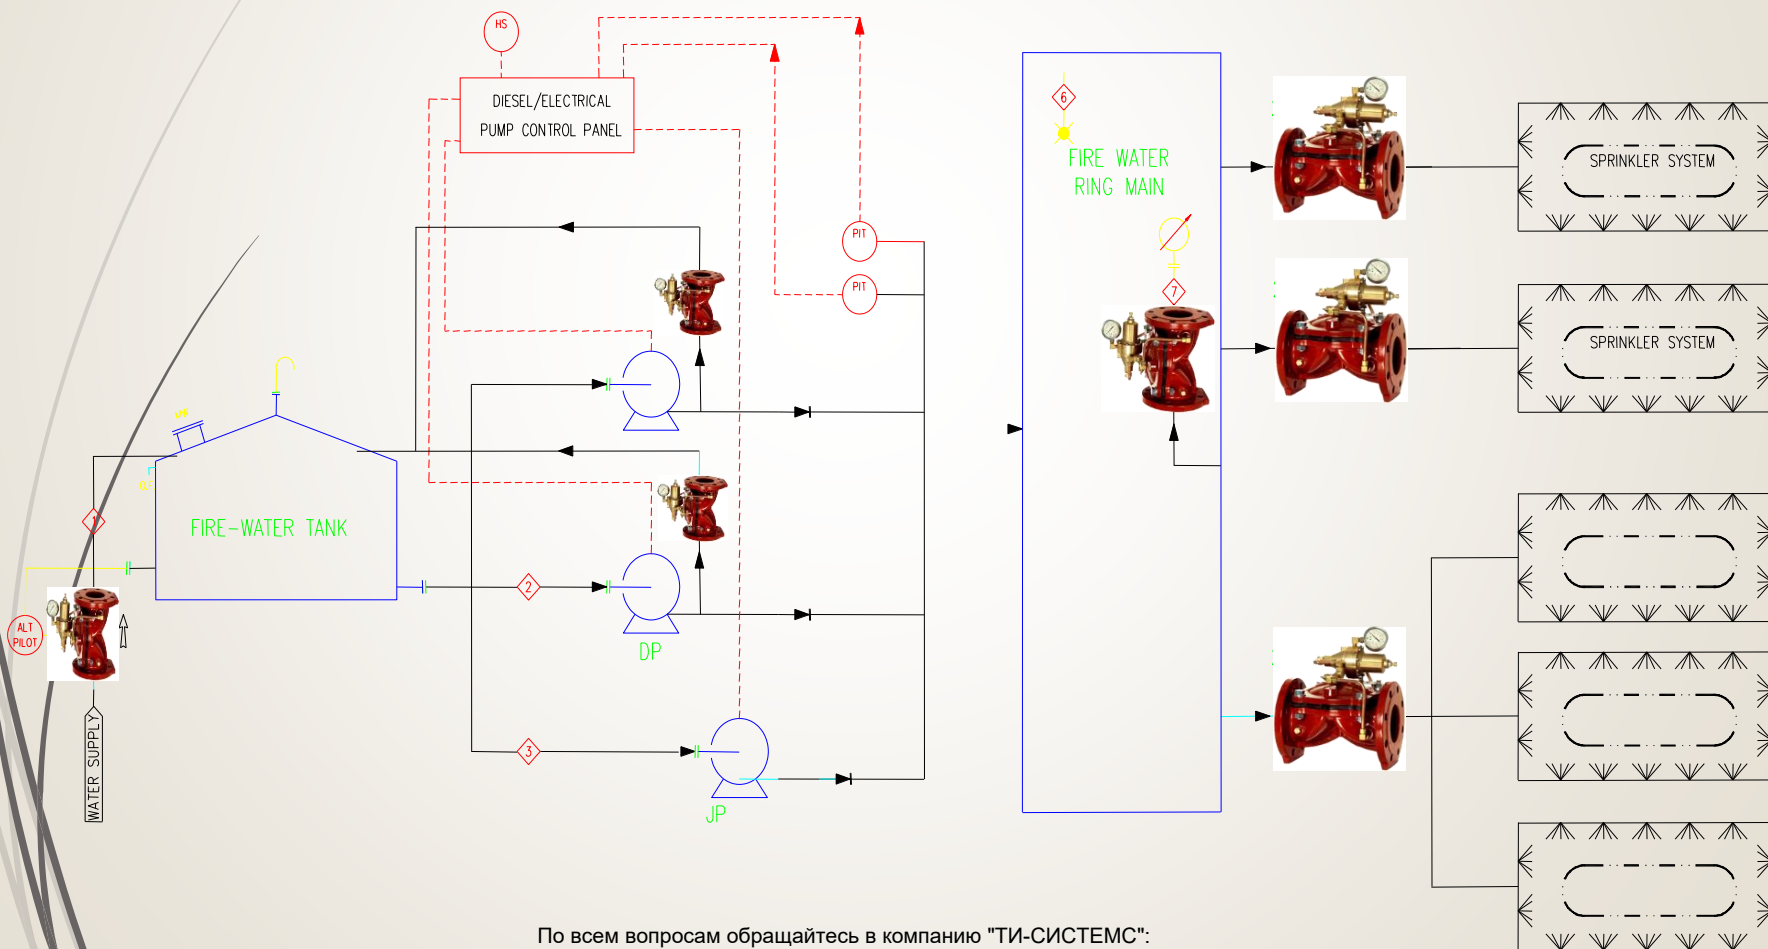 HS
DIESEL/ELECTRICAL
PUMP CONTROL PANEL
6
FIRE WATER
RING MAIN
SPRINKLER SYSTEM
PIT
PIT
7
SPRINKLER SYSTEM
FIRE-WATER TANK
1
2
ALT
PILOT
DP
WATER SUPPLY
3
JP
По всем вопросам обращайтесь в компанию "ТИ-СИСТЕМС":